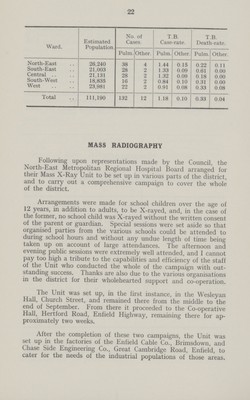 22
Ward. Estimated Population No. of Cases. T.B. Case-rate. T.B. Death-rate.
Pulm. Other. Pulm. Other. Pulm. Other.
North-East .. 26,240 38 4 1.44 0.15 0.22 0.11
South-East .. 21,003 28 2 1.33 0.09 0.61 0.00
Central .. 21,131 28 2 1.32 0.09 0.18 0.00
South-West .. 18,835 16 2 0.84 0.10 0.31 0.00
West .. .. 23,981 22 2 0.91 0.08 0.33 0.08
Total .. 111,190 132 12 1.18 0.10 0.33 0.04
MASS RADIOGRAPHY
Following upon representations made by the Council, the
North-East Metropolitan Regional Hospital Board arranged for
their Mass X-Ray Unit to be set up in various parts of the district,
and to carry out a comprehensive campaign to cover the whole
of the district.
Arrangements were made for school children over the age of
12 years, in addition to adults, to be X-rayed, and, in the case of
the former, no school child was X-rayed without the written consent
of the parent or guardian. Special sessions were set aside so that
organised parties from the various schools could be attended to
during school hours and without any undue length of time being
taken up on account of large attendances. The afternoon and
evening public sessions were extremely well attended, and I cannot
pay too high a tribute to the capabilities and efficiency of the staff
of the Unit who conducted the whole of the campaign with out-
standing success. Thanks are also due to the various organisations
in the district for their wholehearted support and co-operation.
The Unit was set up, in the first instance, in the Wesleyan
Hall, Church Street, and remained there from the middle to the
end of September. From there it proceeded to the Co-operative
Hall, Hertford Road, Enfield Highway, remaining there for ap-
proximately two weeks.
After the completion of these two campaigns, the Unit was
set up in the factories of the Enfield Cable Co., Brimsdown, and
Chase Side Engineering Co., Great Cambridge Road, Enfield, to
cater for the needs of the industrial populations of those areas.